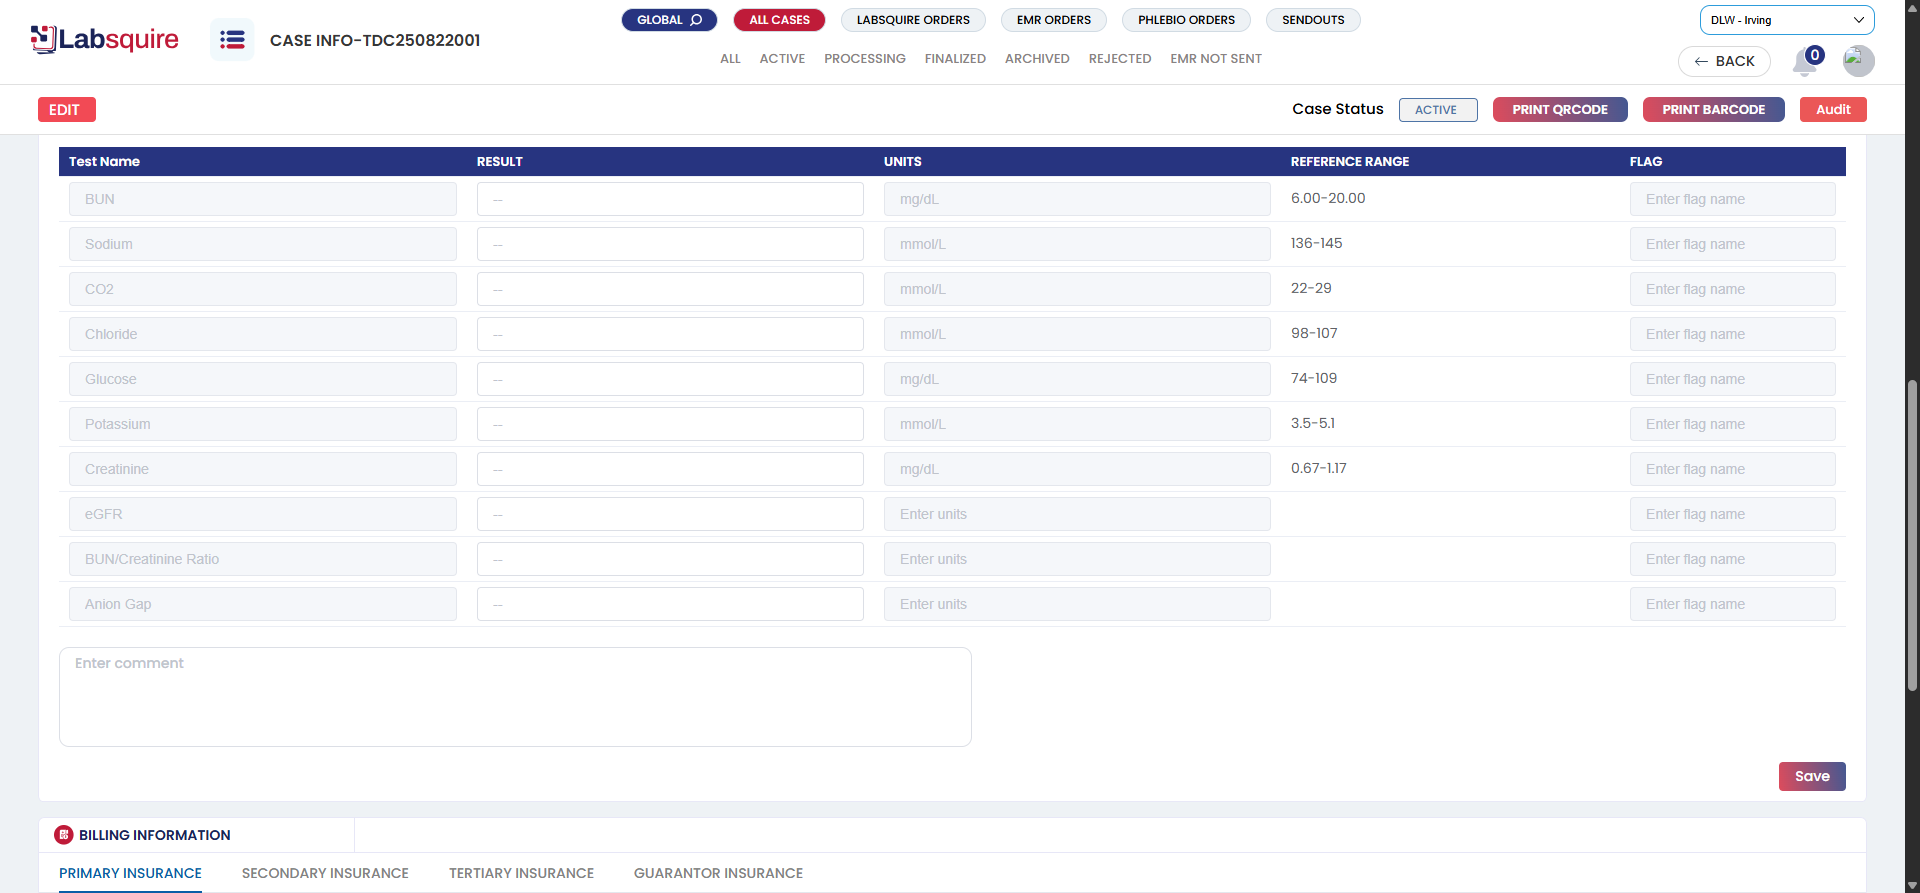 Labsquire
CASE INFO-TDC250822001
GLOBAL
ALL CASES
LABSQUIRE ORDERS
EMR ORDERS
PHLEBIO ORDERS
SENDOUTS
ALL
ACTIVE
PROCESSING
FINALIZED
ARCHIVED
REJECTED
EMR NOT SENT
DLW - Irving
BACK
0
EDIT
Case Status
ACTIVE
PRINT QRCODE
PRINT BARCODE
Audit
Test Name RESULT UNITS REFERENCE RANGE FLAG
BUN -- mg/dL 6.00-20.00 Enter flag name
Sodium -- mmol/L 136-145 Enter flag name
CO2 -- mmol/L 22-29 Enter flag name
Chloride -- mmol/L 98-107 Enter flag name
Glucose -- mg/dL 74-109 Enter flag name
Potassium -- mmol/L 3.5-5.1 Enter flag name
Creatinine -- mg/dL 0.67-1.17 Enter flag name
eGFR -- Enter units Enter flag name
BUN/Creatinine Ratio -- Enter units Enter flag name
Anion Gap -- Enter units Enter flag name
Enter comment
Save
BILLING INFORMATION
PRIMARY INSURANCE
SECONDARY INSURANCE
TERTIARY INSURANCE
GUARANTOR INSURANCE